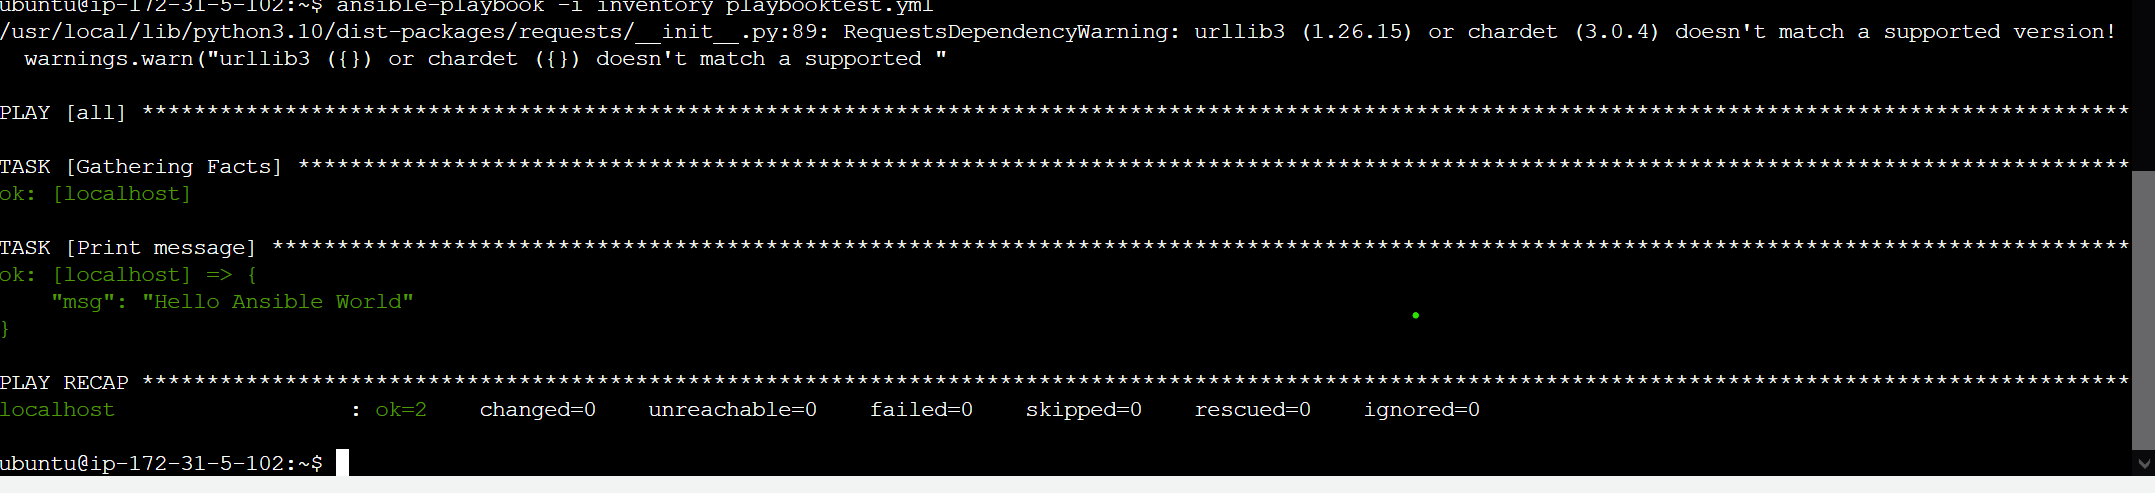 ubuntu@ip-172-31-5-102:~$ ansible-playbook -i inventory playbooktest.yml
/usr/local/lib/python3.10/dist-packages/requests/__init__.py:89: RequestsDependencyWarning: urllib3 (1.26.15) or chardet (3.0.4) doesn't match a supported version!
  warnings.warn("urllib3 ({}) or chardet ({}) doesn't match a supported "
PLAY [all] *********************************************************************************************************************************************************
TASK [Gathering Facts] *********************************************************************************************************************************************
ok: [localhost]
TASK [Print message] ***********************************************************************************************************************************************
ok: [localhost] => {
    "msg": "Hello Ansible World"
}
PLAY RECAP *********************************************************************************************************************************************************
localhost                  : ok=2    changed=0    unreachable=0    failed=0    skipped=0    rescued=0    ignored=0
ubuntu@ip-172-31-5-102:~$